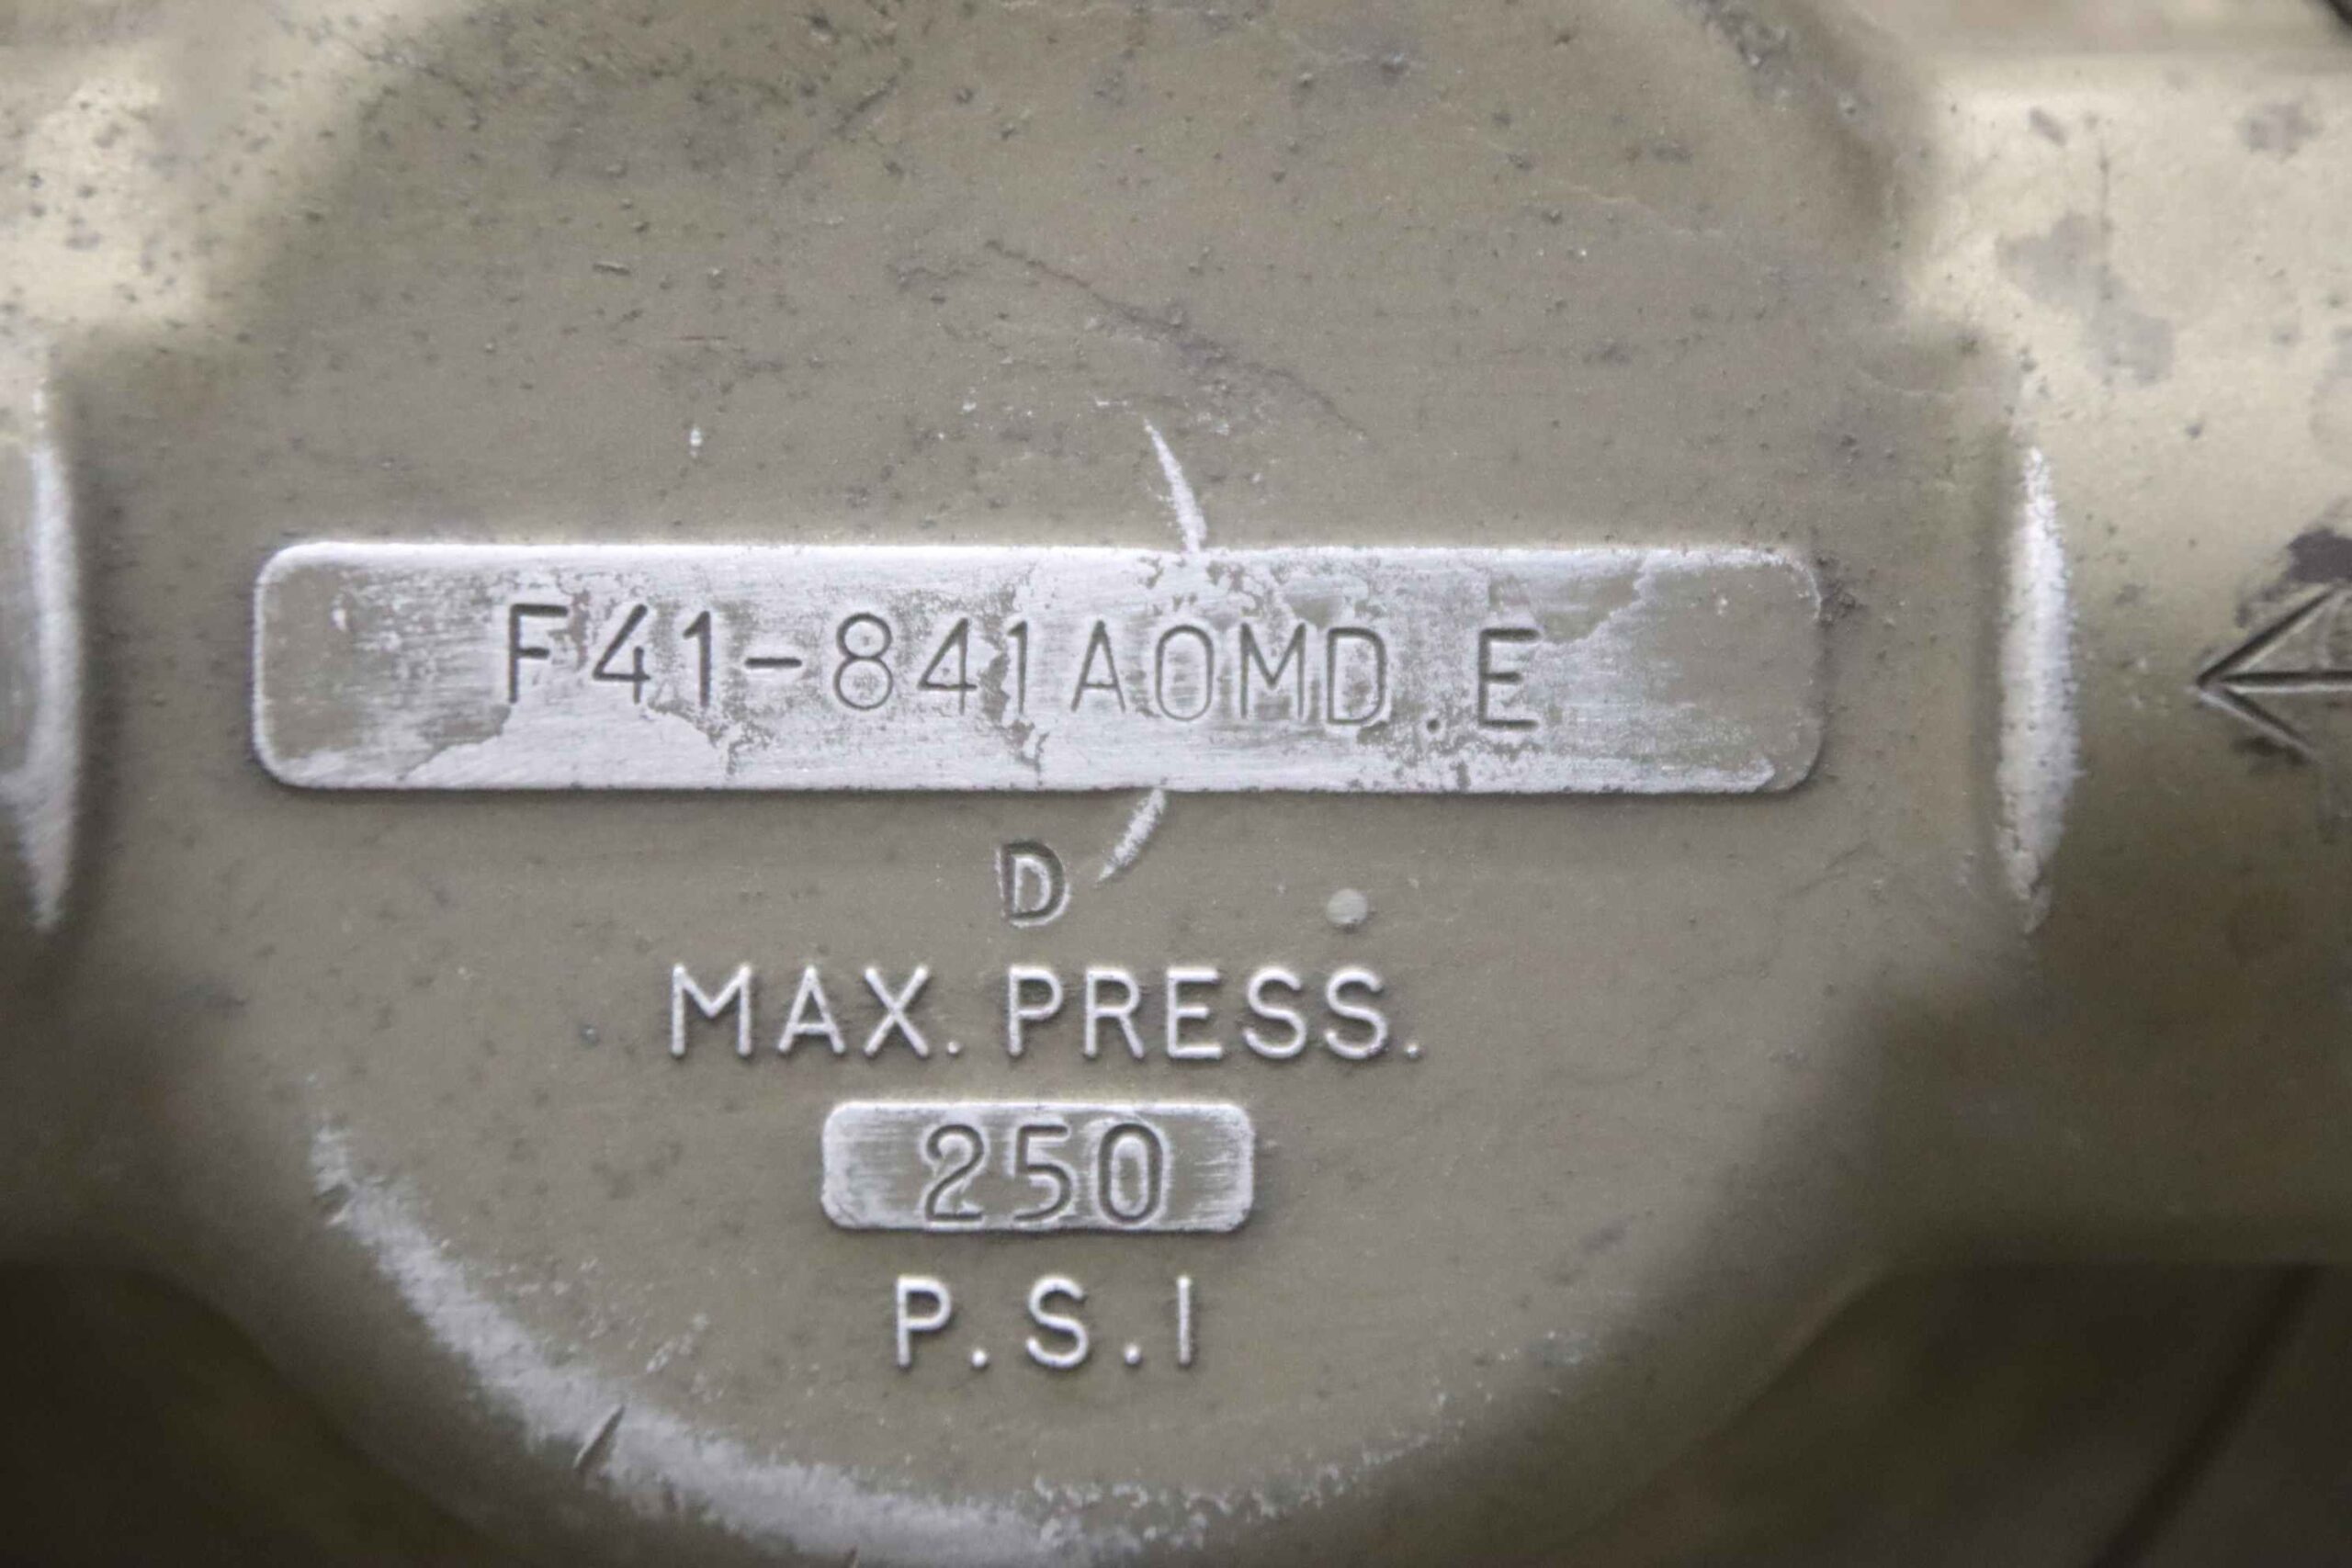 F41-841A0MD.E
D
MAX. PRESS.
250
P.S.I